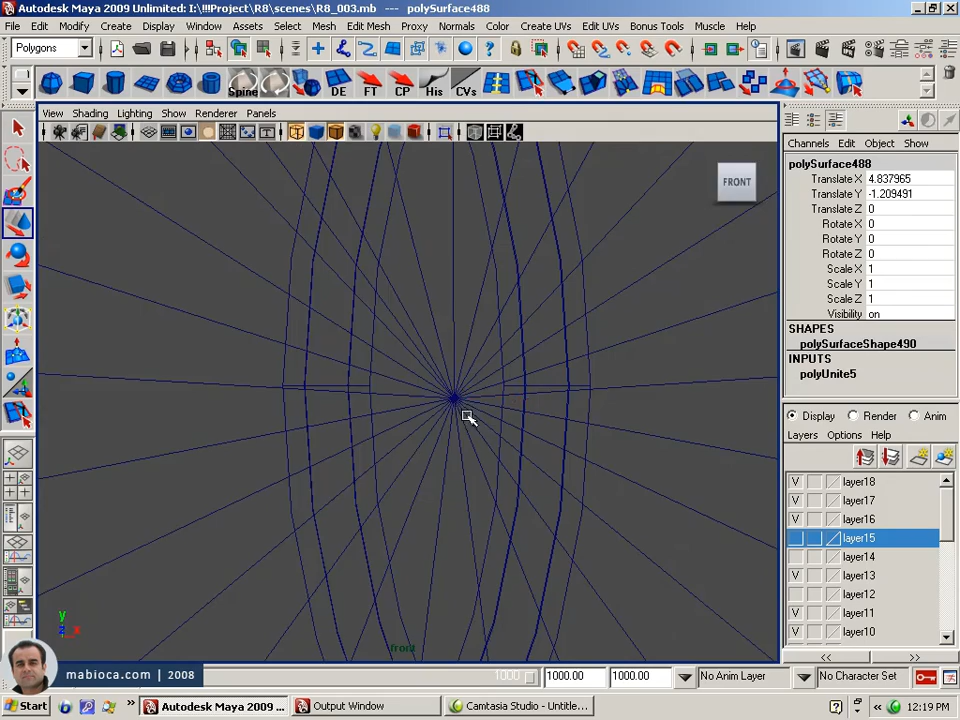 Autodesk Maya 2009 Unlimited: I:\!!!Project\R8\scenes\R8_003.mb --- polySurface488
File Edit Modify Create Display Window Assets Select Mesh Edit Mesh Proxy Normals Color Create UVs Edit UVs Bonus Tools Muscle Help
Polygons
Spine DE FT CP His CVs
View Shading Lighting Show Renderer Panels
Channels Edit Object Show
polySurface488
Translate X 4.837965
Translate Y -1.209491
Translate Z 0
Rotate X 0
Rotate Y 0
Rotate Z 0
Scale X 1
Scale Y 1
Scale Z 1
Visibility on
SHAPES
polySurfaceShape490
INPUTS
polyUnite5
FRONT
Display Render Anim
Layers Options Help
V layer18
V layer17
V layer16
layer15
layer14
V layer13
layer12
V layer11
V layer10
y
z x
front
<< >>
mabioca.com | 2008
1000 1000.00 1000.00 No Anim Layer No Character Set
Start » Autodesk Maya 2009 ... Output Window Camtasia Studio - Untitle... « 12:19 PM